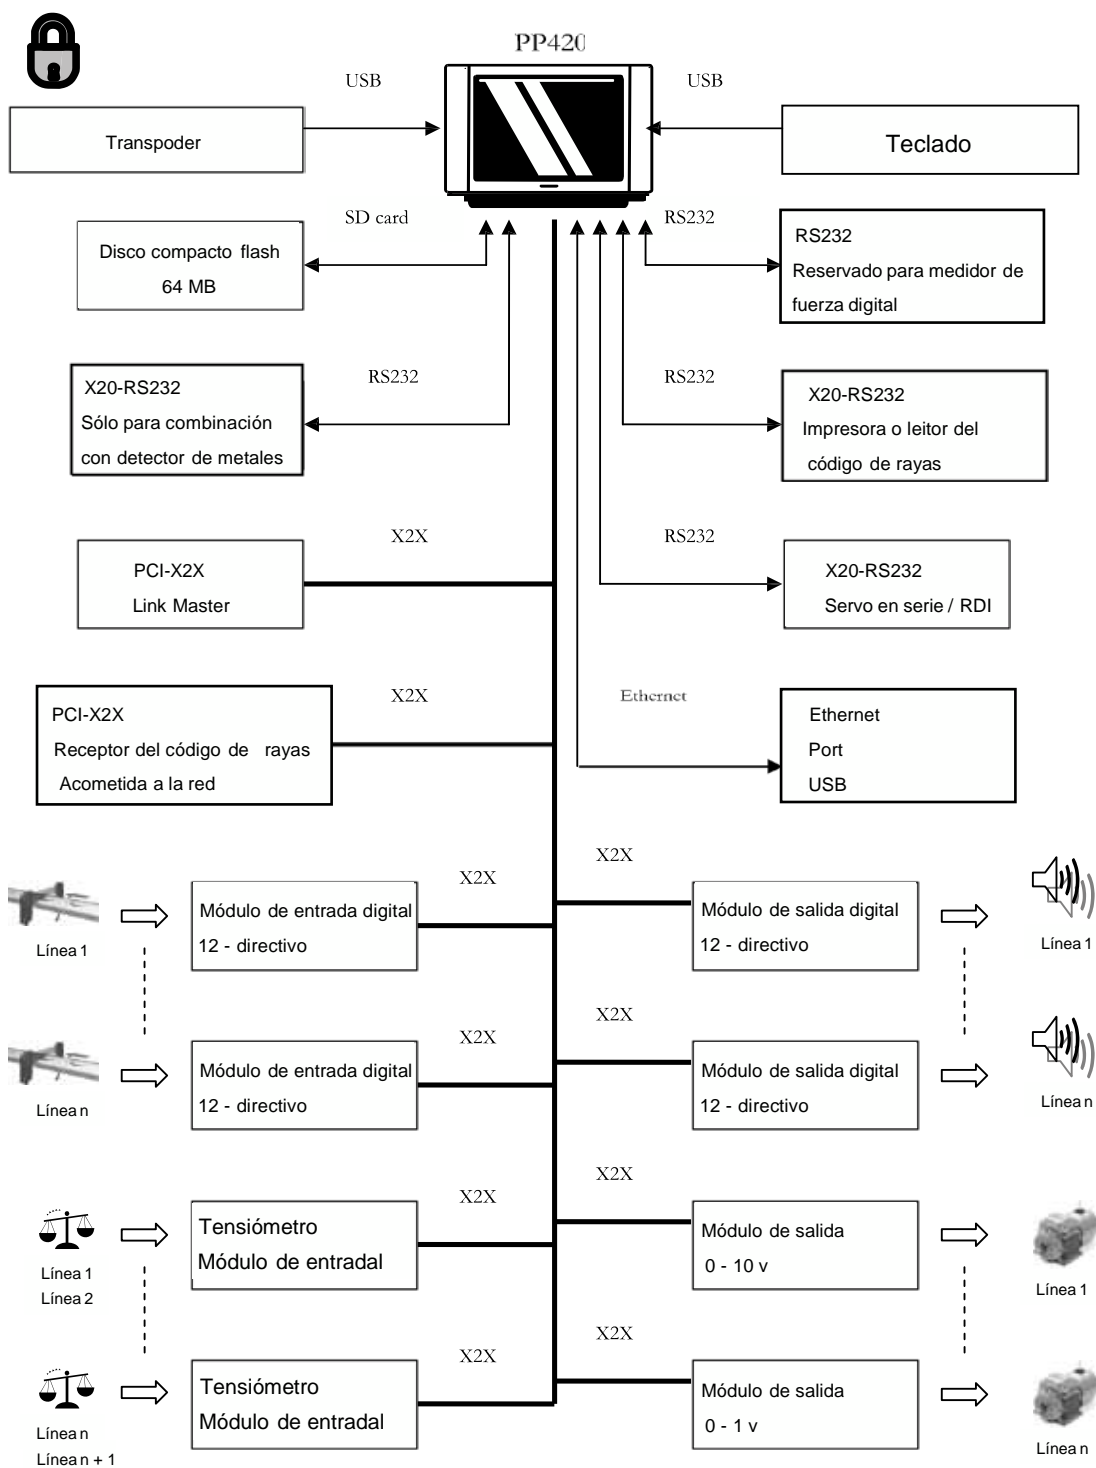 PP420
USB
USB
Transpoder
Teclado
SD card
RS232
Disco compacto flash
64 MB
RS232
Reservado para medidor de
fuerza digital
RS232
RS232
X20-RS232
Sólo para combinación
con detector de metales
X20-RS232
Impresora o leitor del
código de rayas
X2X
RS232
PCI-X2X
Link Master
X20-RS232
Servo en serie / RDI
X2X
Ethernet
PCI-X2X
Receptor del código de rayas
Acometida a la red
Ethernet
Port
USB
X2X
X2X
Línea 1
Módulo de entrada digital
12 - directivo
Módulo de salida digital
12 - directivo
Línea 1
X2X
X2X
Línea n
Módulo de entrada digital
12 - directivo
Módulo de salida digital
12 - directivo
Línea n
X2X
X2X
Línea 1
Línea 2
Tensiómetro
Módulo de entradal
Módulo de salida
0 - 10 v
Línea 1
X2X
X2X
Línea n
Línea n + 1
Tensiómetro
Módulo de entradal
Módulo de salida
0 - 1 v
Línea n